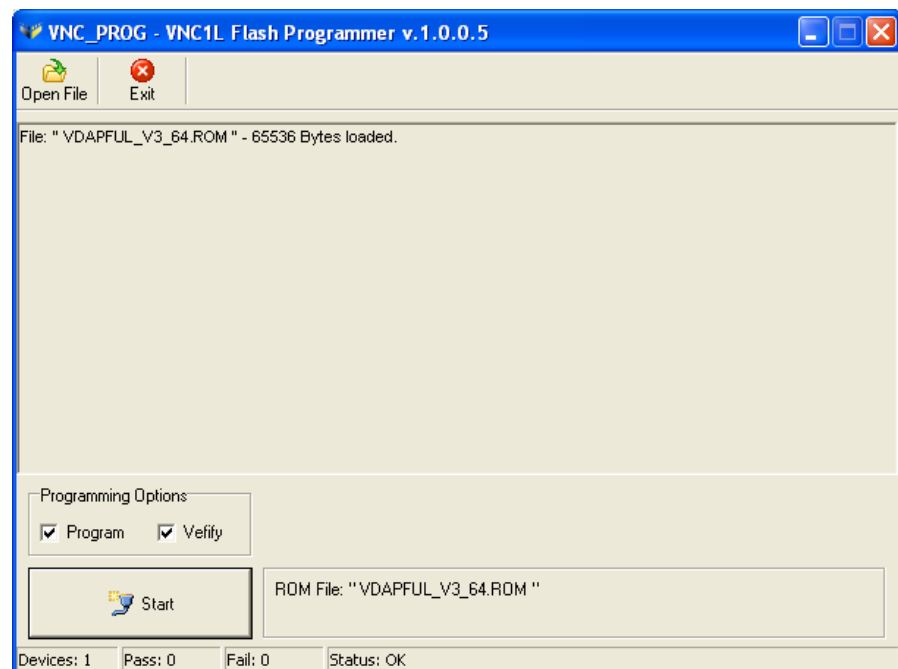 VNC_PROG - VNC1L Flash Programmer v.1.0.0.5
Open File Exit
File: " VDAPFUL_V3_64.ROM " - 65536 Bytes loaded.
Programming Options
Program Vefify
Start
ROM File: " VDAPFUL_V3_64.ROM "
Devices: 1 Pass: 0 Fail: 0 Status: OK